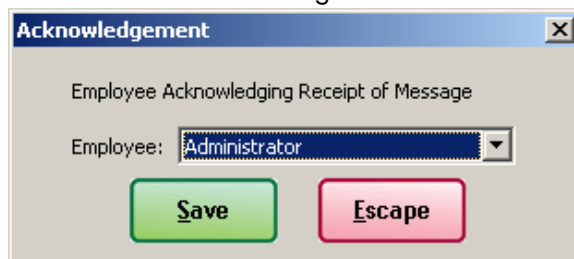 Acknowledgement
Employee Acknowledging Receipt of Message
Employee: Administrator
Save Escape